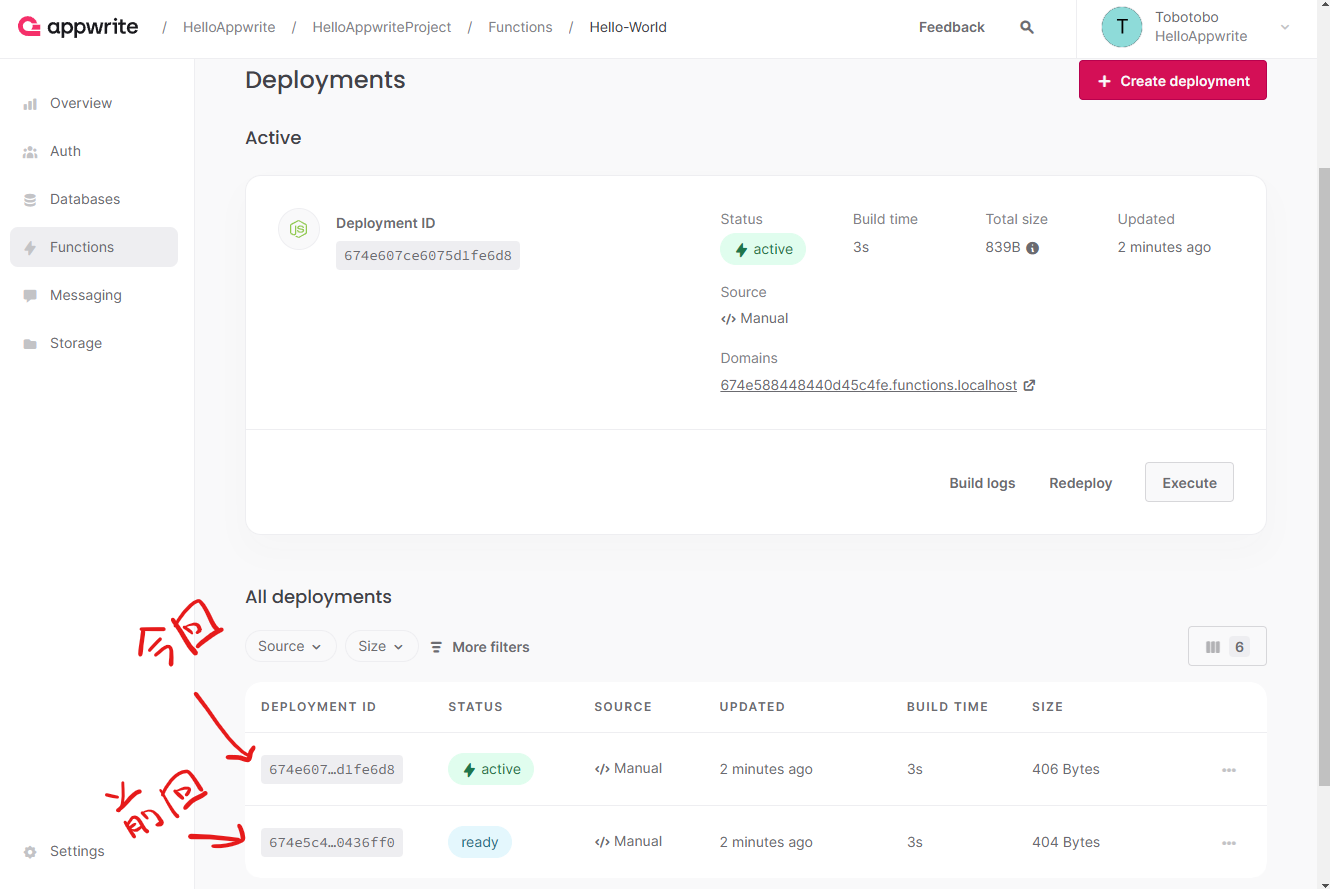 appwrite / HelloAppwrite / HelloAppwriteProject / Functions / Hello-World
Feedback
T
Tobotobo
HelloAppwrite
Overview
Auth
Databases
Functions
Messaging
Storage
Settings
Deployments
+ Create deployment
Active
JS
Deployment ID
674e607ce6075d1fe6d8
Status
active
Build time
3s
Total size
839B
Updated
2 minutes ago
Source
</> Manual
Domains
674e588448440d45c4fe.functions.localhost
Build logs
Redeploy
Execute
All deployments
今回
Source
Size
More filters
6
DEPLOYMENT ID STATUS SOURCE UPDATED BUILD TIME SIZE
674e607…d1fe6d8 active </> Manual 2 minutes ago 3s 406 Bytes
前回
674e5c4…0436ff0 ready </> Manual 2 minutes ago 3s 404 Bytes